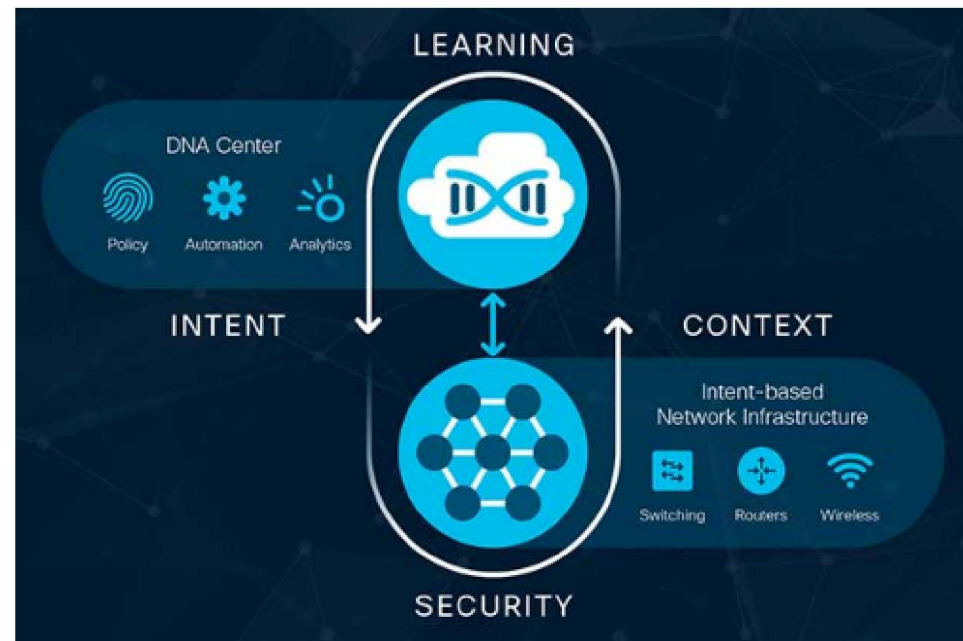 LEARNING
DNA Center
Policy Automation Analytics
INTENT
CONTEXT
Intent-based
Network Infrastructure
Switching Routers Wireless
SECURITY